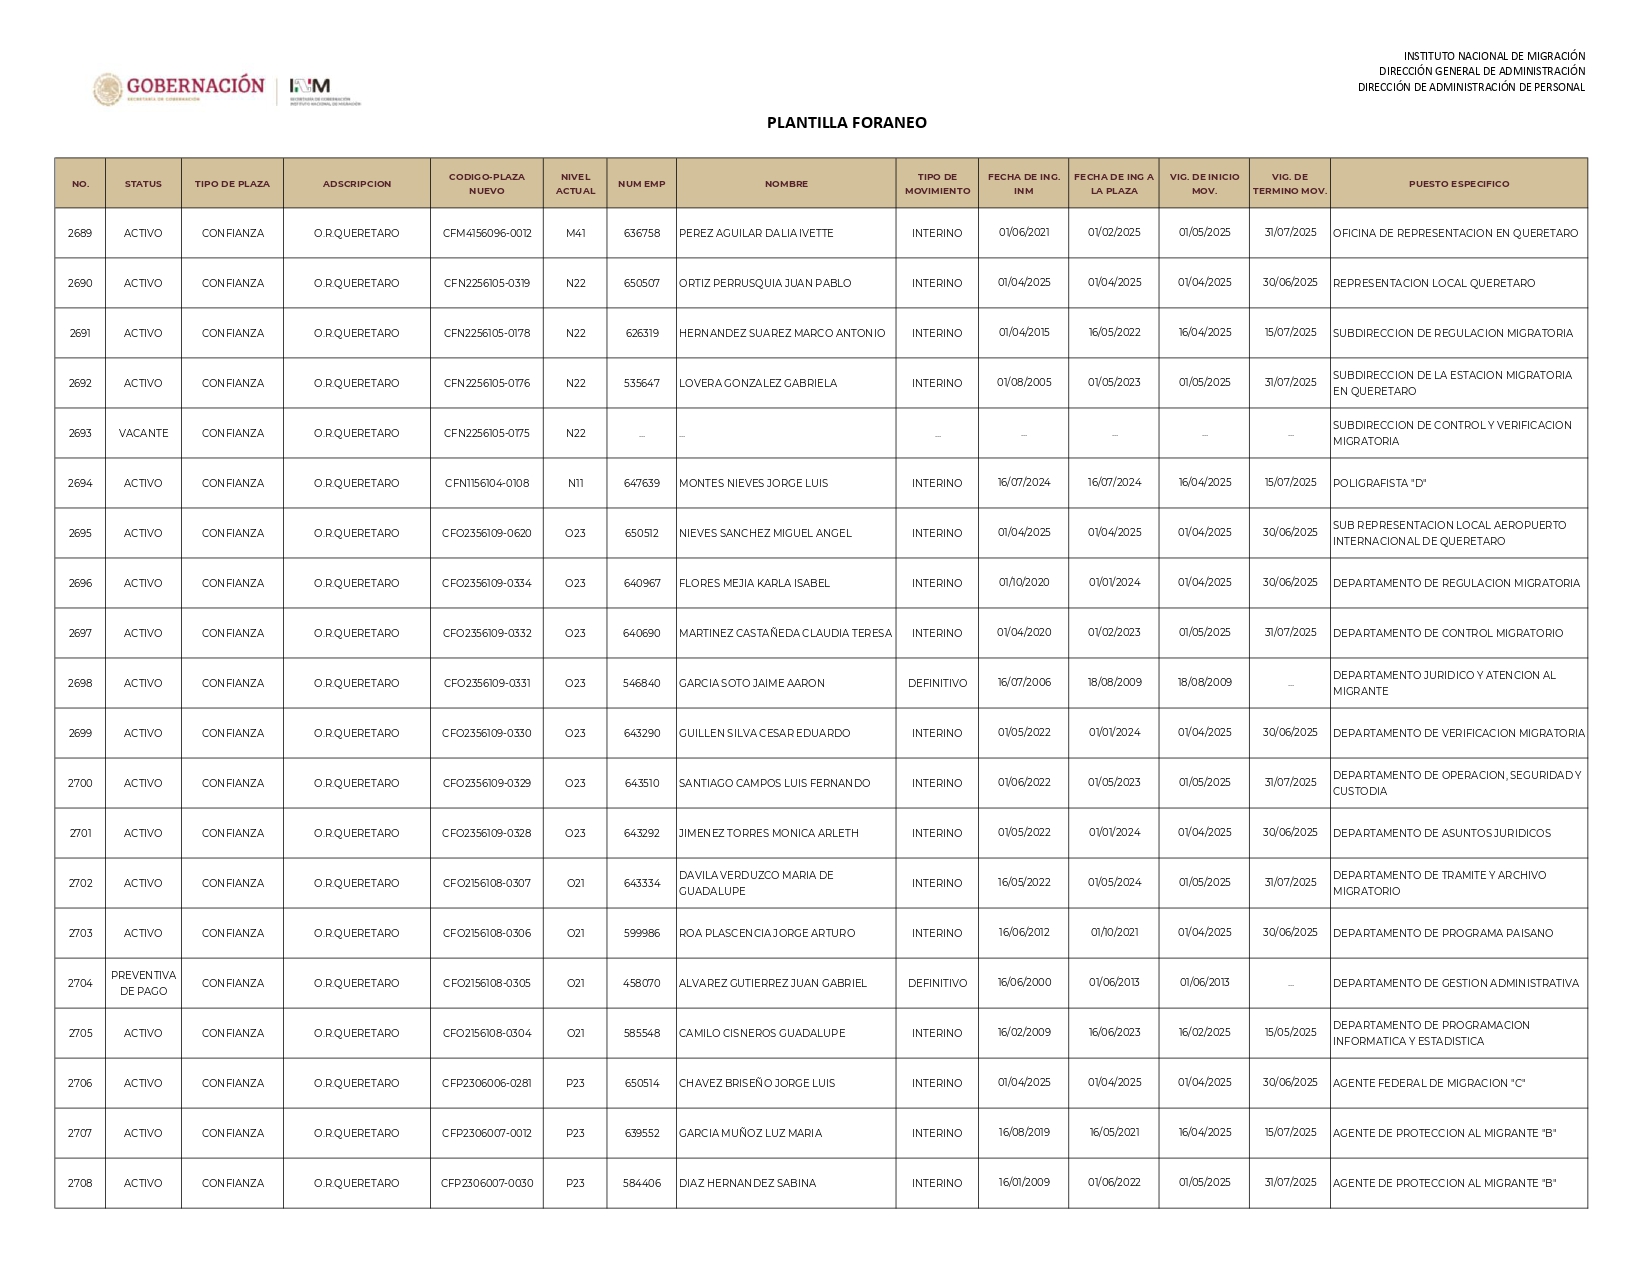 INSTITUTO NACIONAL DE MIGRACIÓN
DIRECCIÓN GENERAL DE ADMINISTRACIÓN
DIRECCIÓN DE ADMINISTRACIÓN DE PERSONAL
GOBERNACIÓN
SECRETARÍA DE GOBERNACIÓN
INM
SECRETARÍA DE GOBERNACIÓN
INSTITUTO NACIONAL DE MIGRACIÓN
PLANTILLA FORANEO
NO. STATUS TIPO DE PLAZA ADSCRIPCION CODIGO-PLAZA NUEVO NIVEL ACTUAL NUM EMP NOMBRE TIPO DE MOVIMIENTO FECHA DE ING. INM FECHA DE ING A LA PLAZA VIG. DE INICIO MOV. VIG. DE TERMINO MOV. PUESTO ESPECIFICO
2689 ACTIVO CONFIANZA O.R.QUERETARO CFM4156096-0012 M41 636758 PEREZ AGUILAR DALIA IVETTE INTERINO 01/06/2021 01/02/2025 01/05/2025 31/07/2025 OFICINA DE REPRESENTACION EN QUERETARO
2690 ACTIVO CONFIANZA O.R.QUERETARO CFN2256105-0319 N22 650507 ORTIZ PERRUSQUIA JUAN PABLO INTERINO 01/04/2025 01/04/2025 01/04/2025 30/06/2025 REPRESENTACION LOCAL QUERETARO
2691 ACTIVO CONFIANZA O.R.QUERETARO CFN2256105-0178 N22 626319 HERNANDEZ SUAREZ MARCO ANTONIO INTERINO 01/04/2015 16/05/2022 16/04/2025 15/07/2025 SUBDIRECCION DE REGULACION MIGRATORIA
2692 ACTIVO CONFIANZA O.R.QUERETARO CFN2256105-0176 N22 535647 LOVERA GONZALEZ GABRIELA INTERINO 01/08/2005 01/05/2023 01/05/2025 31/07/2025 SUBDIRECCION DE LA ESTACION MIGRATORIA EN QUERETARO
2693 VACANTE CONFIANZA O.R.QUERETARO CFN2256105-0175 N22 ... ... ... ... ... ... ... SUBDIRECCION DE CONTROL Y VERIFICACION MIGRATORIA
2694 ACTIVO CONFIANZA O.R.QUERETARO CFN1156104-0108 N11 647639 MONTES NIEVES JORGE LUIS INTERINO 16/07/2024 16/07/2024 16/04/2025 15/07/2025 POLIGRAFISTA "D"
2695 ACTIVO CONFIANZA O.R.QUERETARO CFO2356109-0620 O23 650512 NIEVES SANCHEZ MIGUEL ANGEL INTERINO 01/04/2025 01/04/2025 01/04/2025 30/06/2025 SUB REPRESENTACION LOCAL AEROPUERTO INTERNACIONAL DE QUERETARO
2696 ACTIVO CONFIANZA O.R.QUERETARO CFO2356109-0334 O23 640967 FLORES MEJIA KARLA ISABEL INTERINO 01/10/2020 01/01/2024 01/04/2025 30/06/2025 DEPARTAMENTO DE REGULACION MIGRATORIA
2697 ACTIVO CONFIANZA O.R.QUERETARO CFO2356109-0332 O23 640690 MARTINEZ CASTAÑEDA CLAUDIA TERESA INTERINO 01/04/2020 01/02/2023 01/05/2025 31/07/2025 DEPARTAMENTO DE CONTROL MIGRATORIO
2698 ACTIVO CONFIANZA O.R.QUERETARO CFO2356109-0331 O23 546840 GARCIA SOTO JAIME AARON DEFINITIVO 16/07/2006 18/08/2009 18/08/2009 ... DEPARTAMENTO JURIDICO Y ATENCION AL MIGRANTE
2699 ACTIVO CONFIANZA O.R.QUERETARO CFO2356109-0330 O23 643290 GUILLEN SILVA CESAR EDUARDO INTERINO 01/05/2022 01/01/2024 01/04/2025 30/06/2025 DEPARTAMENTO DE VERIFICACION MIGRATORIA
2700 ACTIVO CONFIANZA O.R.QUERETARO CFO2356109-0329 O23 643510 SANTIAGO CAMPOS LUIS FERNANDO INTERINO 01/06/2022 01/05/2023 01/05/2025 31/07/2025 DEPARTAMENTO DE OPERACION, SEGURIDAD Y CUSTODIA
2701 ACTIVO CONFIANZA O.R.QUERETARO CFO2356109-0328 O23 643292 JIMENEZ TORRES MONICA ARLETH INTERINO 01/05/2022 01/01/2024 01/04/2025 30/06/2025 DEPARTAMENTO DE ASUNTOS JURIDICOS
2702 ACTIVO CONFIANZA O.R.QUERETARO CFO2156108-0307 O21 643334 DAVILA VERDUZCO MARIA DE GUADALUPE INTERINO 16/05/2022 01/05/2024 01/05/2025 31/07/2025 DEPARTAMENTO DE TRAMITE Y ARCHIVO MIGRATORIO
2703 ACTIVO CONFIANZA O.R.QUERETARO CFO2156108-0306 O21 599986 ROA PLASCENCIA JORGE ARTURO INTERINO 16/06/2012 01/10/2021 01/04/2025 30/06/2025 DEPARTAMENTO DE PROGRAMA PAISANO
2704 PREVENTIVA DE PAGO CONFIANZA O.R.QUERETARO CFO2156108-0305 O21 458070 ALVAREZ GUTIERREZ JUAN GABRIEL DEFINITIVO 16/06/2000 01/06/2013 01/06/2013 ... DEPARTAMENTO DE GESTION ADMINISTRATIVA
2705 ACTIVO CONFIANZA O.R.QUERETARO CFO2156108-0304 O21 585548 CAMILO CISNEROS GUADALUPE INTERINO 16/02/2009 16/06/2023 16/02/2025 15/05/2025 DEPARTAMENTO DE PROGRAMACION INFORMATICA Y ESTADISTICA
2706 ACTIVO CONFIANZA O.R.QUERETARO CFP2306006-0281 P23 650514 CHAVEZ BRISEÑO JORGE LUIS INTERINO 01/04/2025 01/04/2025 01/04/2025 30/06/2025 AGENTE FEDERAL DE MIGRACION "C"
2707 ACTIVO CONFIANZA O.R.QUERETARO CFP2306007-0012 P23 639552 GARCIA MUÑOZ LUZ MARIA INTERINO 16/08/2019 16/05/2021 16/04/2025 15/07/2025 AGENTE DE PROTECCION AL MIGRANTE "B"
2708 ACTIVO CONFIANZA O.R.QUERETARO CFP2306007-0030 P23 584406 DIAZ HERNANDEZ SABINA INTERINO 16/01/2009 01/06/2022 01/05/2025 31/07/2025 AGENTE DE PROTECCION AL MIGRANTE "B"